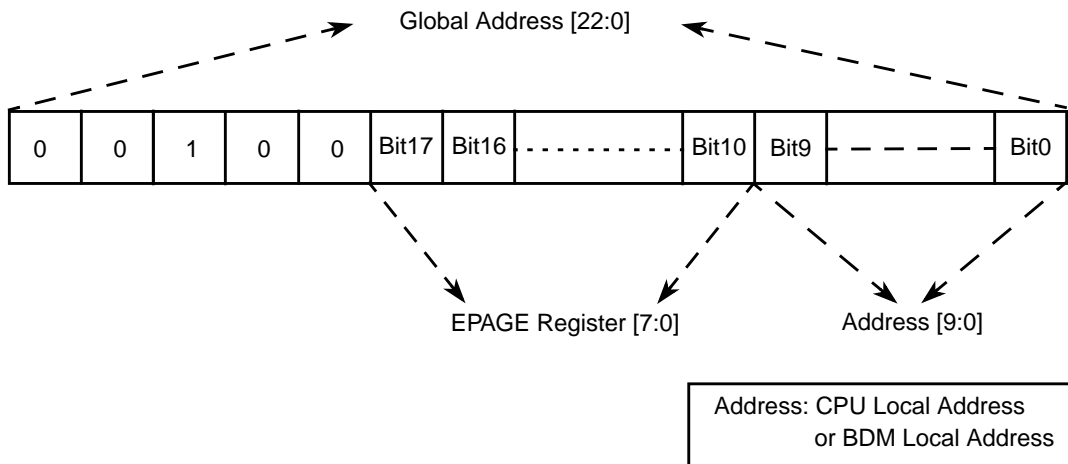 Global Address [22:0]
0 0 1 0 0 Bit17 Bit16 Bit10 Bit9 Bit0
EPAGE Register [7:0] Address [9:0]
Address: CPU Local Address
or BDM Local Address